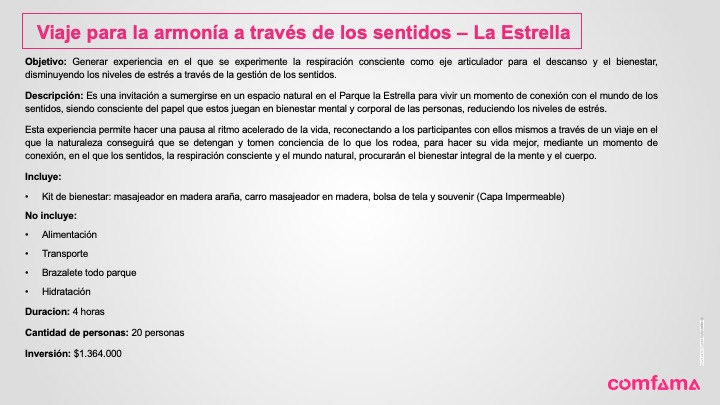 Viaje para la armonía a través de los sentidos – La Estrella
Objetivo: Generar experiencia en el que se experimente la respiración consciente como eje articulador para el descanso y el bienestar,
disminuyendo los niveles de estrés a través de la gestión de los sentidos.
Descripción: Es una invitación a sumergirse en un espacio natural en el Parque la Estrella para vivir un momento de conexión con el mundo de los
sentidos, siendo consciente del papel que estos juegan en bienestar mental y corporal de las personas, reduciendo los niveles de estrés.
Esta experiencia permite hacer una pausa al ritmo acelerado de la vida, reconectando a los participantes con ellos mismos a través de un viaje en el
que la naturaleza conseguirá que se detengan y tomen conciencia de lo que los rodea, para hacer su vida mejor, mediante un momento de
conexión, en el que los sentidos, la respiración consciente y el mundo natural, procurarán el bienestar integral de la mente y el cuerpo.
Incluye:
• Kit de bienestar: masajeador en madera araña, carro masajeador en madera, bolsa de tela y souvenir (Capa Impermeable)
No incluye:
• Alimentación
• Transporte
• Brazalete todo parque
• Hidratación
Duracion: 4 horas
Cantidad de personas: 20 personas
Inversión: $1.364.000
comfama